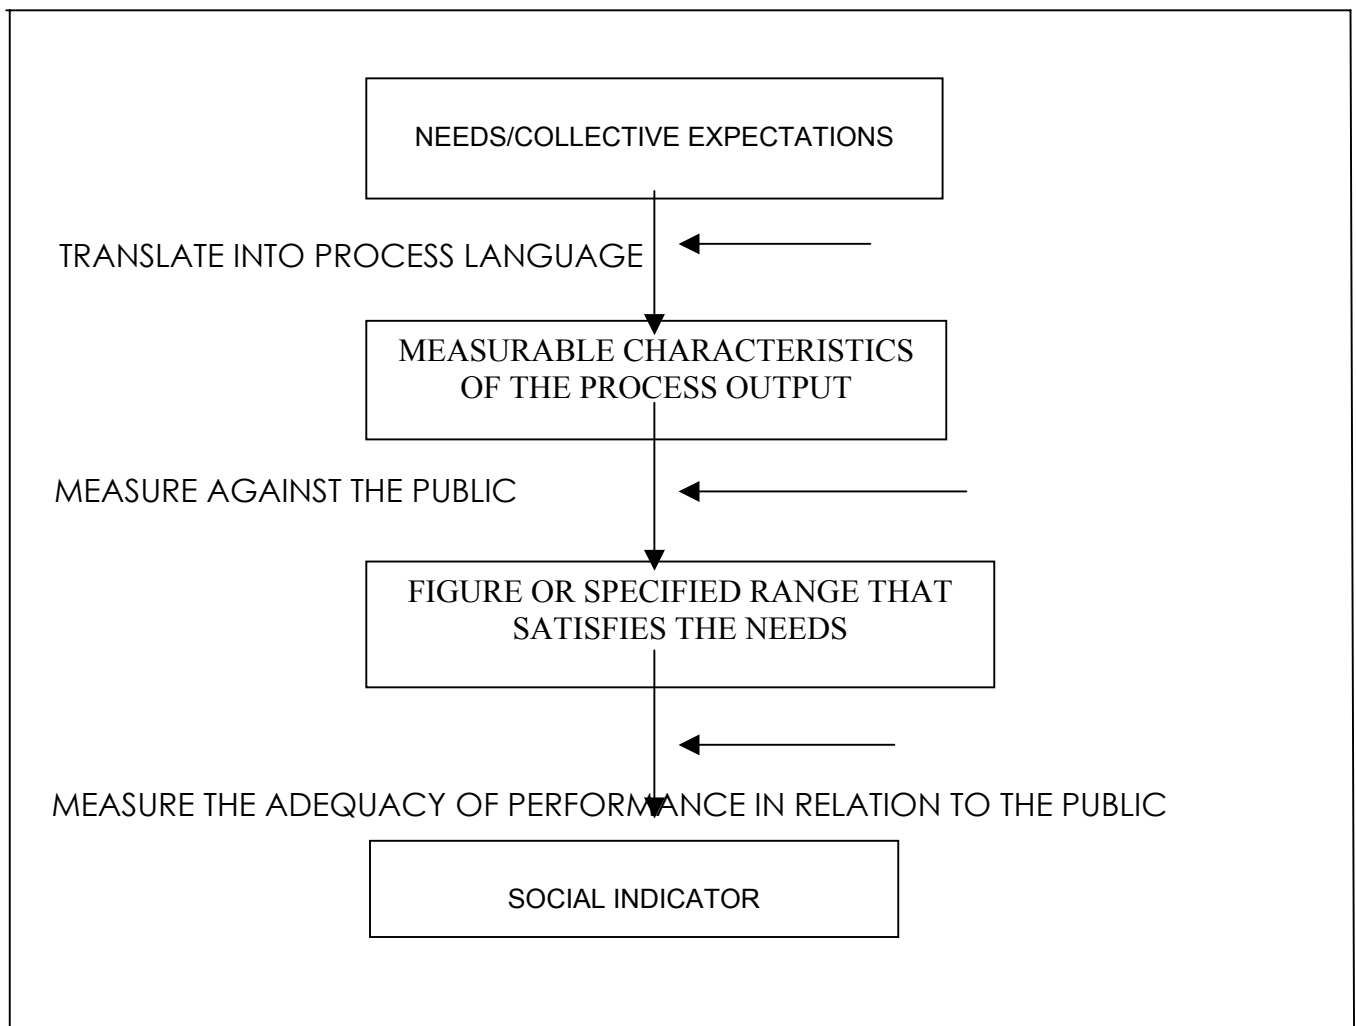 NEEDS/COLLECTIVE EXPECTATIONS
TRANSLATE INTO PROCESS LANGUAGE
MEASURABLE CHARACTERISTICS
OF THE PROCESS OUTPUT
MEASURE AGAINST THE PUBLIC
FIGURE OR SPECIFIED RANGE THAT
SATISFIES THE NEEDS
MEASURE THE ADEQUACY OF PERFORMANCE IN RELATION TO THE PUBLIC
SOCIAL INDICATOR